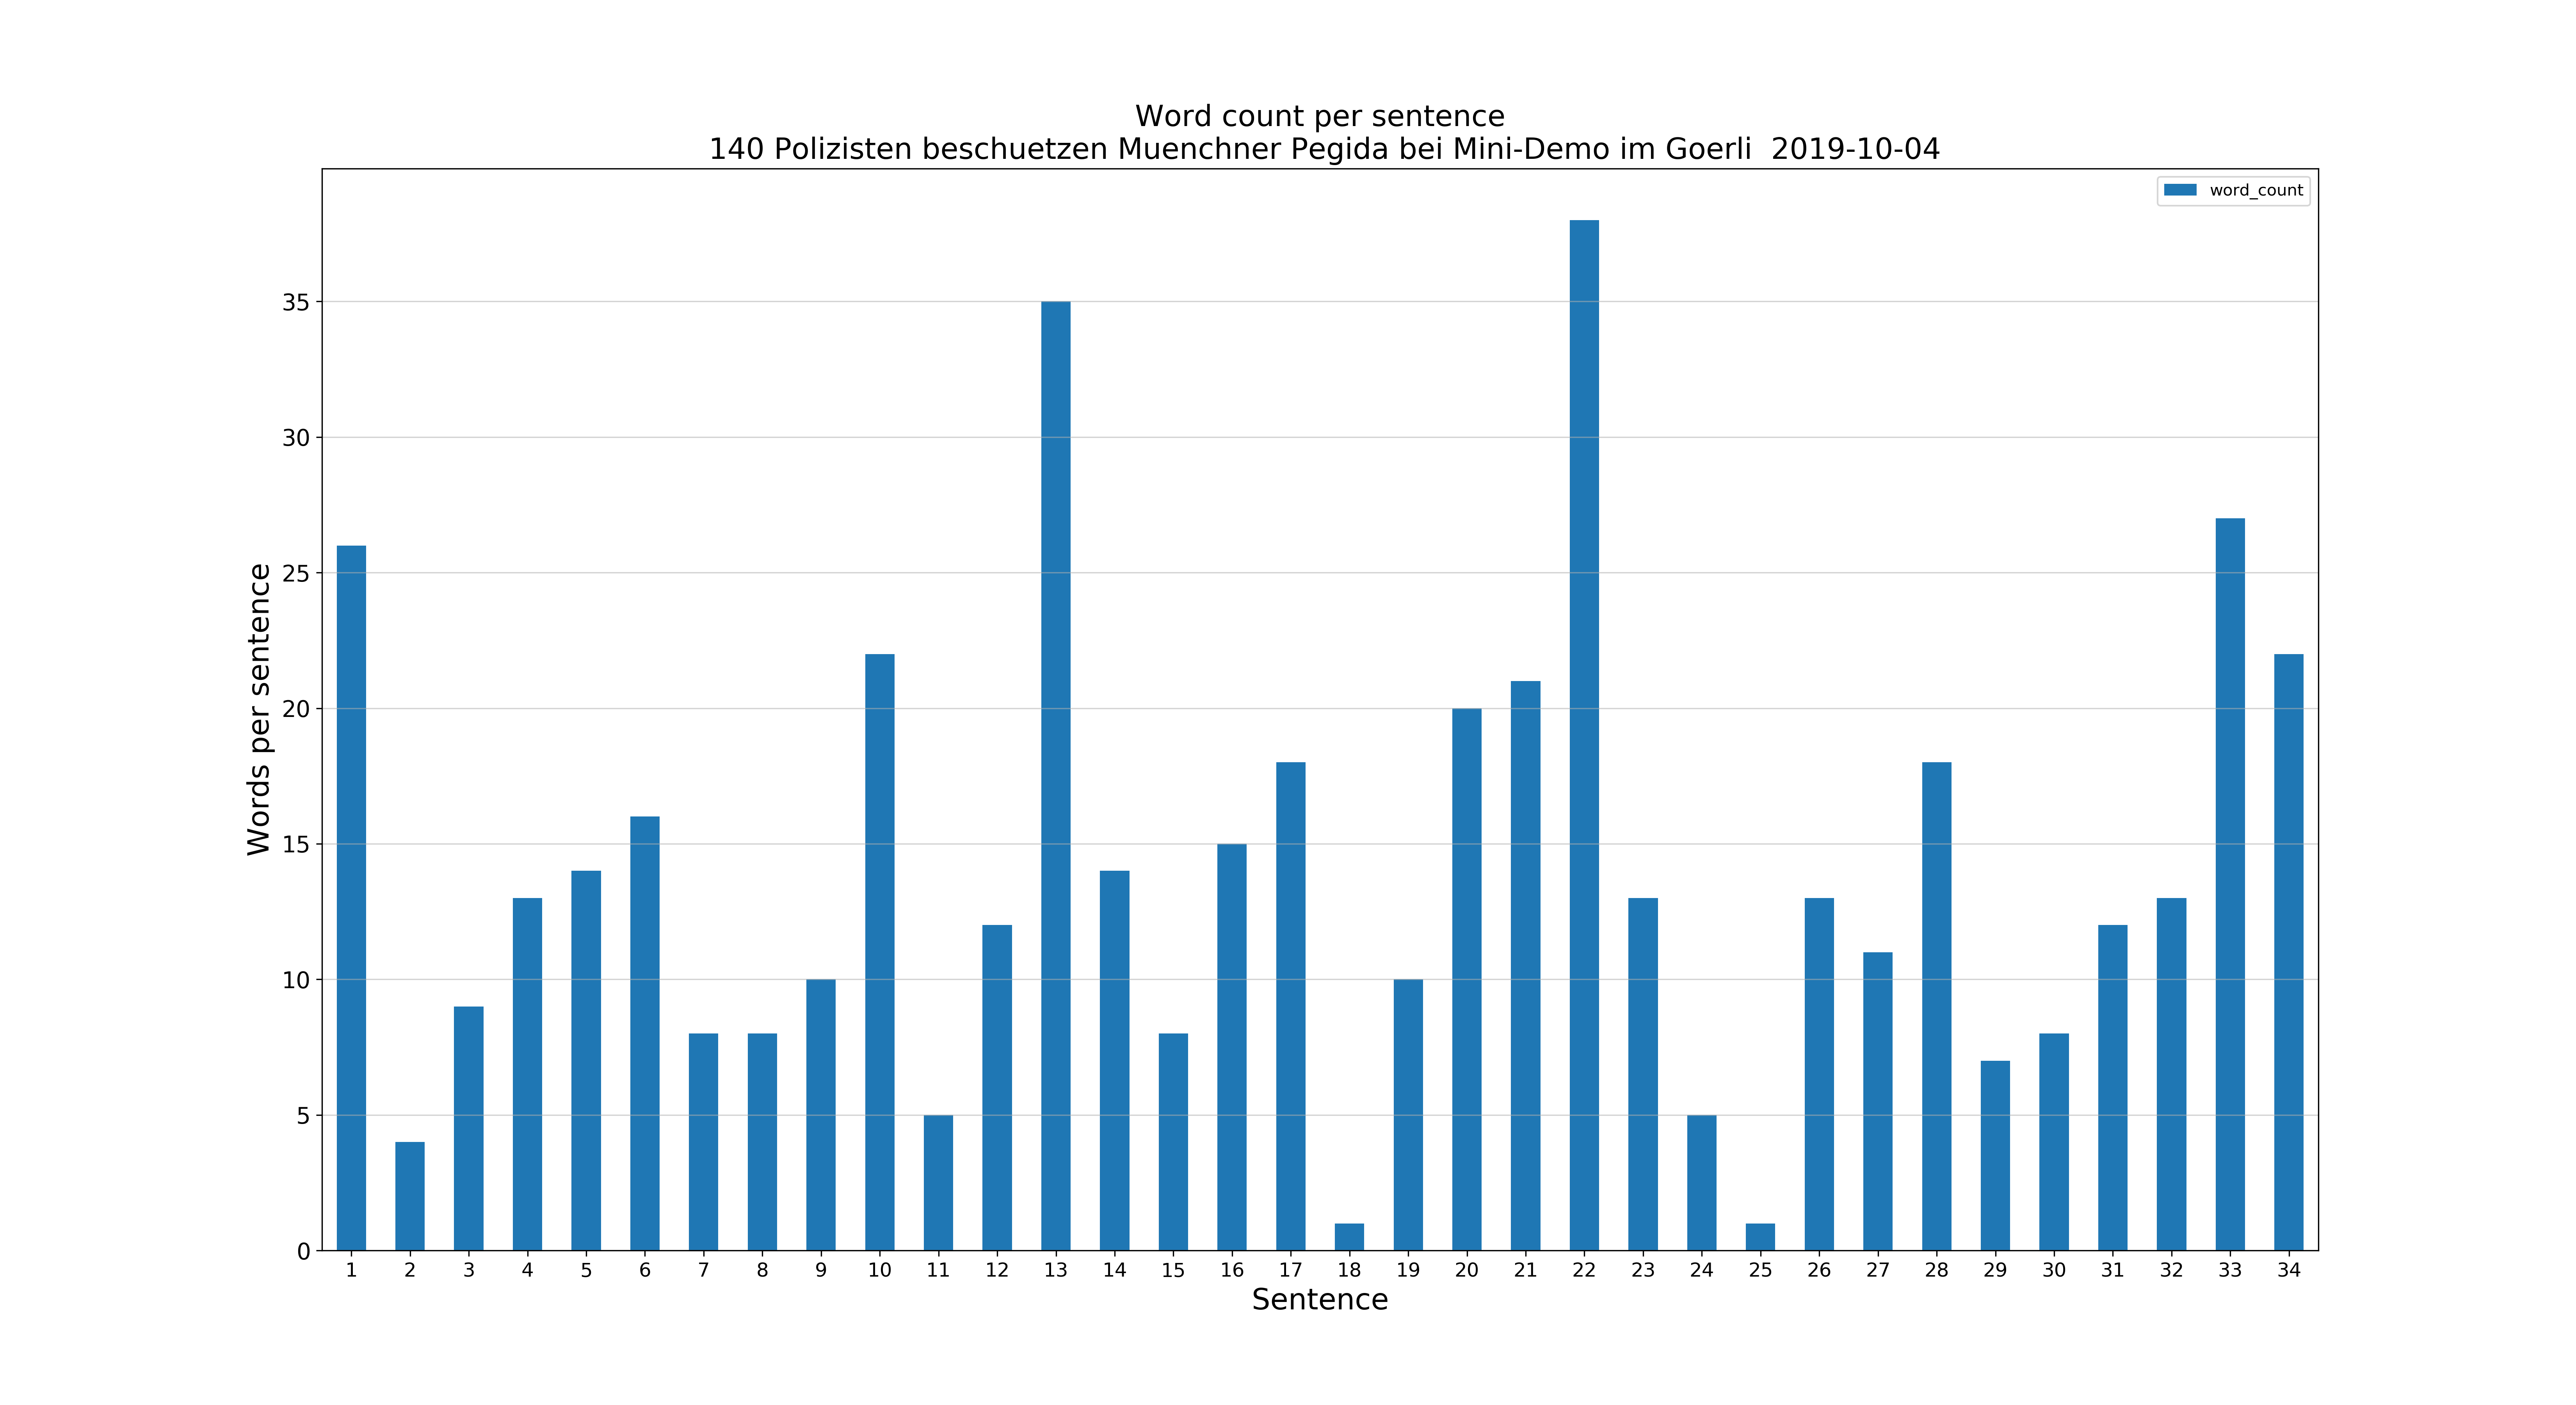 Word count per sentence
140 Polizisten beschuetzen Muenchner Pegida bei Mini-Demo im Goerli  2019-10-04
word_count
35
30
25
20
15
10
5
0
Words per sentence
1 2 3 4 5 6 7 8 9 10 11 12 13 14 15 16 17 18 19 20 21 22 23 24 25 26 27 28 29 30 31 32 33 34
Sentence